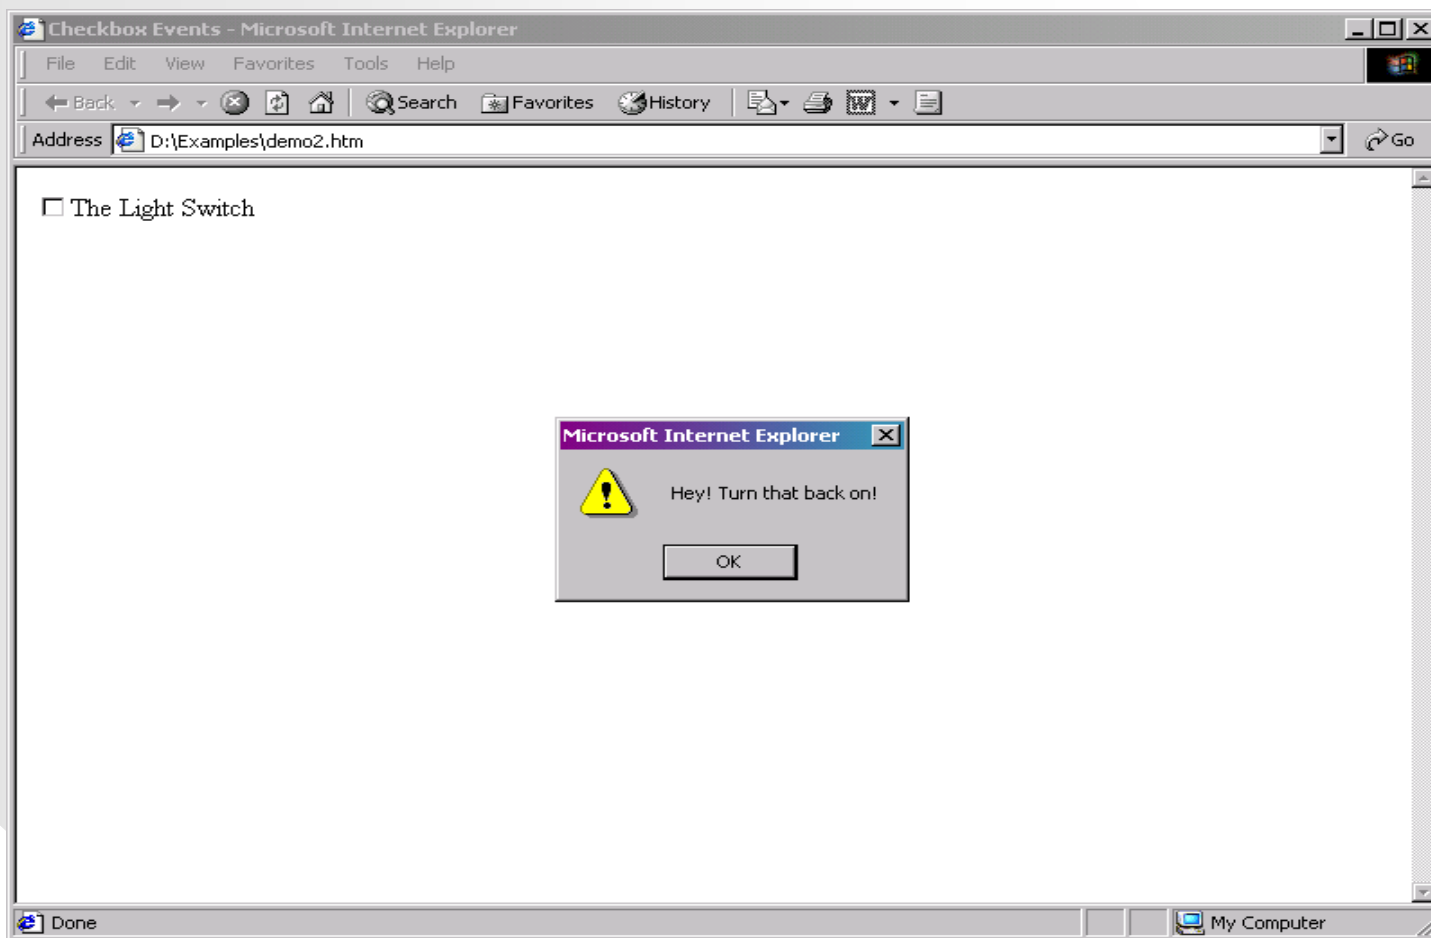 Checkbox Events - Microsoft Internet Explorer
File Edit View Favorites Tools Help
Back Search Favorites History
Address D:\Examples\demo2.htm Go
The Light Switch
Microsoft Internet Explorer
Hey! Turn that back on!
OK
Done My Computer